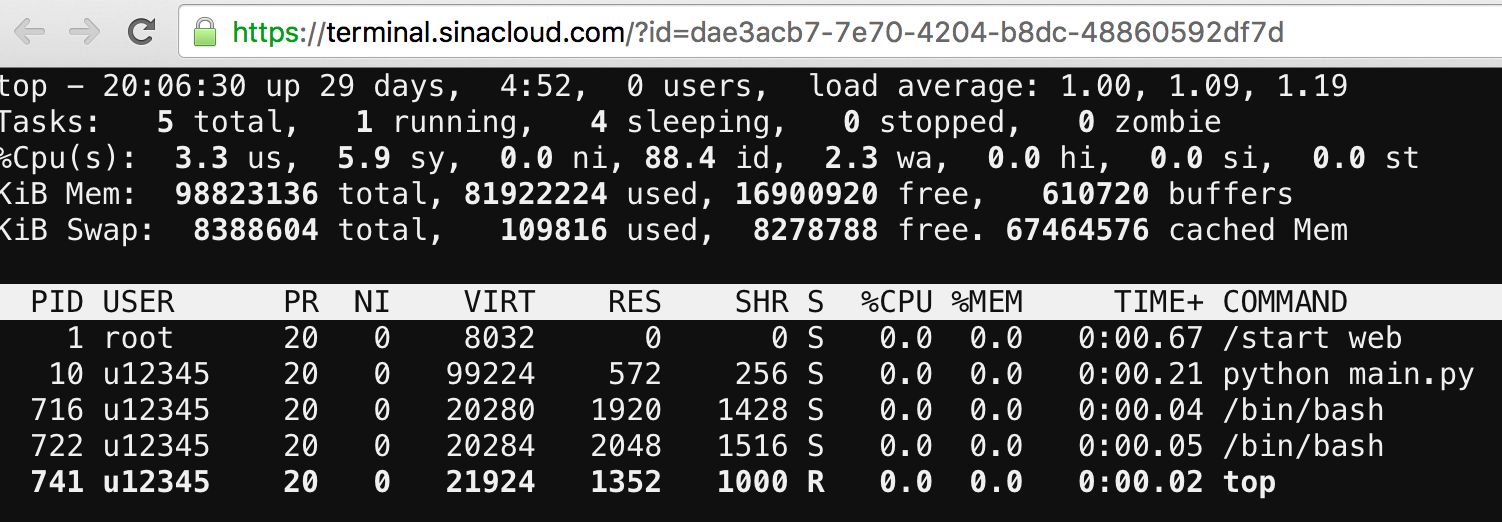 https://terminal.sinacloud.com/?id=dae3acb7-7e70-4204-b8dc-48860592df7d
top - 20:06:30 up 29 days,  4:52,  0 users,  load average: 1.00, 1.09, 1.19
Tasks:   5 total,   1 running,   4 sleeping,   0 stopped,   0 zombie
%Cpu(s):  3.3 us,  5.9 sy,  0.0 ni, 88.4 id,  2.3 wa,  0.0 hi,  0.0 si,  0.0 st
KiB Mem:  98823136 total, 81922224 used, 16900920 free,   610720 buffers
KiB Swap:  8388604 total,   109816 used,  8278788 free. 67464576 cached Mem
PID USER      PR  NI    VIRT    RES    SHR S  %CPU %MEM     TIME+ COMMAND
1 root      20   0    8032      0      0 S   0.0  0.0   0:00.67 /start web
10 u12345    20   0   99224    572    256 S   0.0  0.0   0:00.21 python main.py
716 u12345    20   0   20280   1920   1428 S   0.0  0.0   0:00.04 /bin/bash
722 u12345    20   0   20284   2048   1516 S   0.0  0.0   0:00.05 /bin/bash
741 u12345    20   0   21924   1352   1000 R   0.0  0.0   0:00.02 top